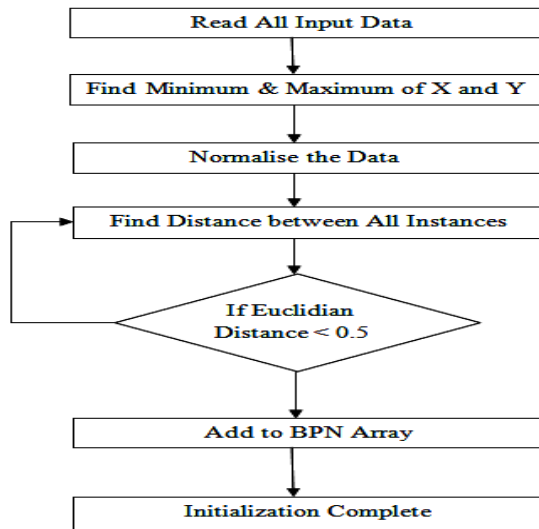 Read All Input Data
Find Minimum & Maximum of X and Y
Normalise the Data
Find Distance between All Instances
If Euclidian
Distance < 0.5
Add to BPN Array
Initialization Complete